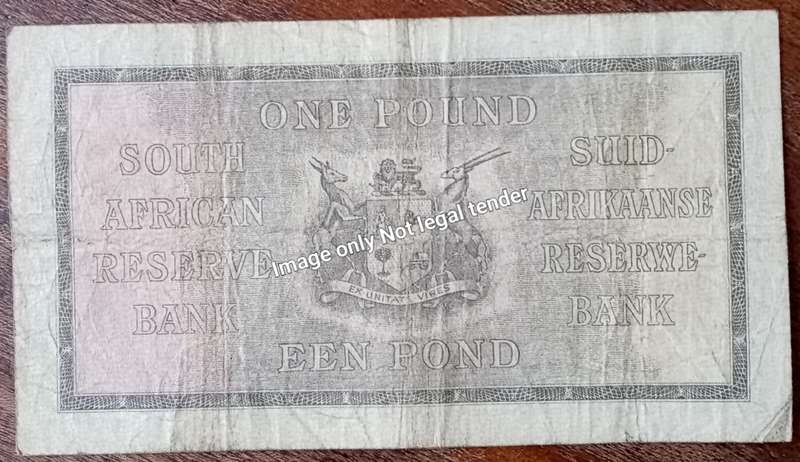 ONE POUND
SOUTH
AFRICAN
RESERVE
BANK
SUID-
AFRIKAANSE
RESERWE-
BANK
EX UNITATE VIRES
EEN POND
Image only Not legal tender